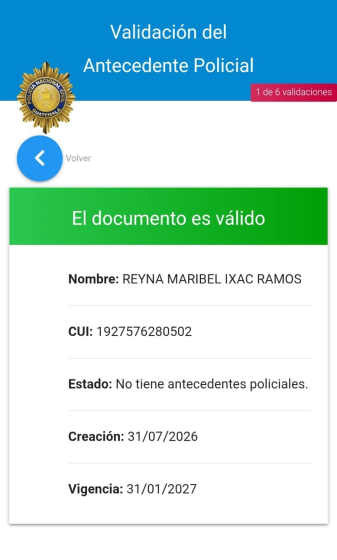 Validación del
Antecedente Policial
1 de 6 validaciones
Volver
El documento es válido
Nombre: REYNA MARIBEL IXAC RAMOS
CUI: 1927576280502
Estado: No tiene antecedentes policiales.
Creación: 31/07/2026
Vigencia: 31/01/2027